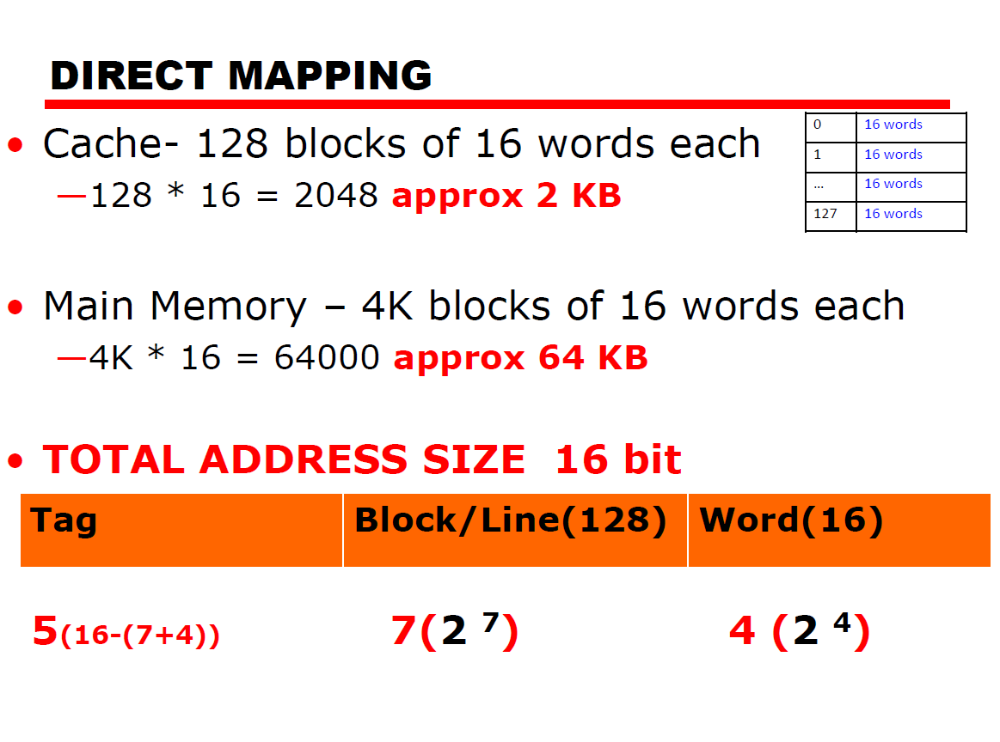 DIRECT MAPPING
• Cache- 128 blocks of 16 words each
—128 * 16 = 2048 approx 2 KB
0 16 words
1 16 words
... 16 words
127 16 words
• Main Memory – 4K blocks of 16 words each
—4K * 16 = 64000 approx 64 KB
• TOTAL ADDRESS SIZE 16 bit
Tag Block/Line(128) Word(16)
5(16-(7+4)) 7(2 ⁷) 4 (2 ⁴)